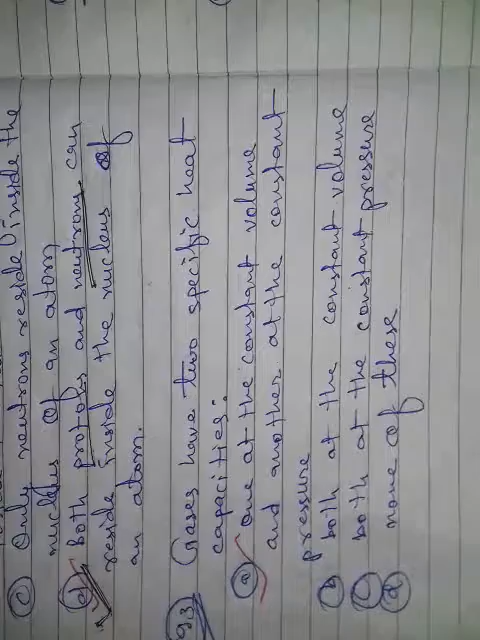 (c) Only neutrons reside inside the
nucleus of an atom
(d) both protons and neutrons can
reside inside the nucleus of
an atom.
Q3 Gases have two specific heat
capacities:
(a) one at the constant volume
and another at the constant
pressure
(b) both at the constant volume
(c) both at the constant pressure
(d) none of these